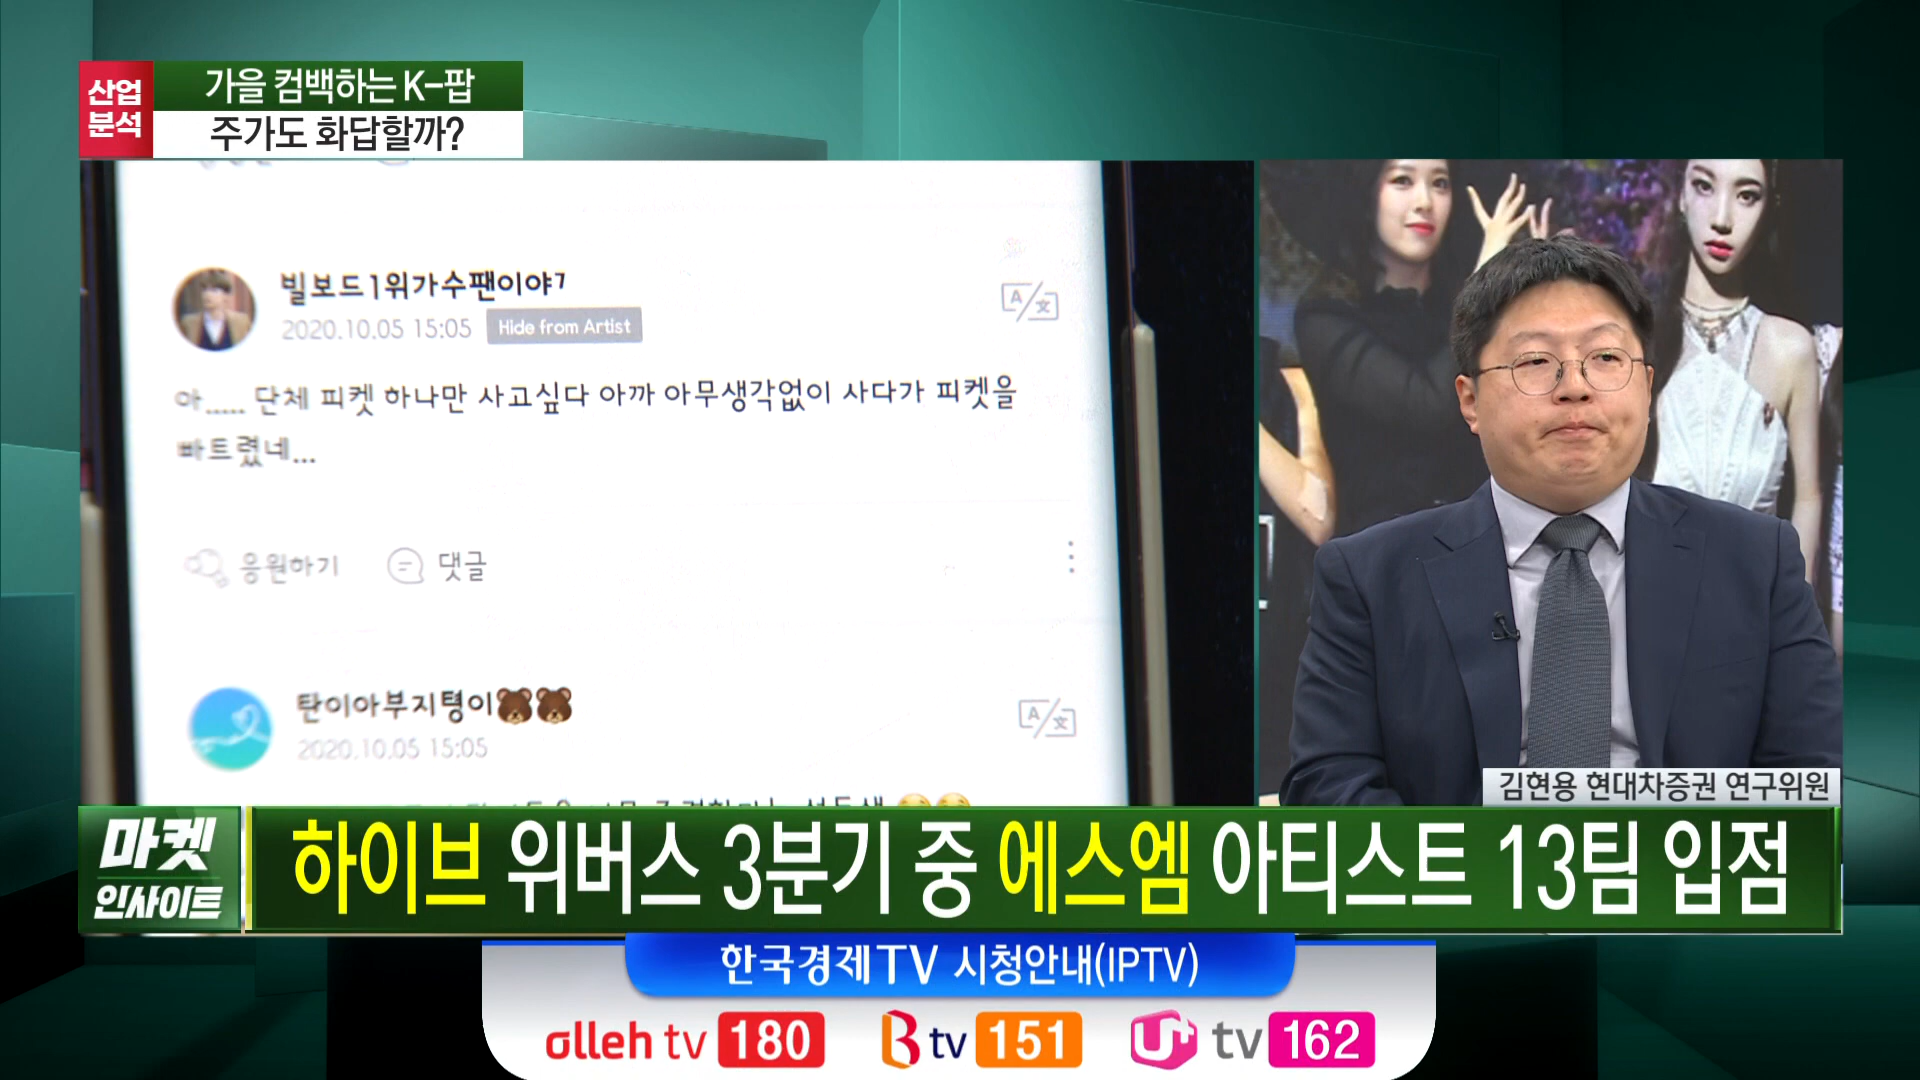 산업
분석
가을 컴백하는 K-팝
주가도 화답할까?
빌보드1위가수팬이야7
2020.10.05 15:05 Hide from Artist
아..... 단체 피켓 하나만 사고싶다 아까 아무생각없이 사다가 피켓을
빠트렸네...
응원하기 댓글
탄이아부지텽이🐻🐻
2020.10.05 15:05
김현용 현대차증권 연구위원
마켓
인사이트
하이브 위버스 3분기 중 에스엠 아티스트 13팀 입점
한국경제TV 시청안내(IPTV)
olleh tv 180 B tv 151 U+ tv 162